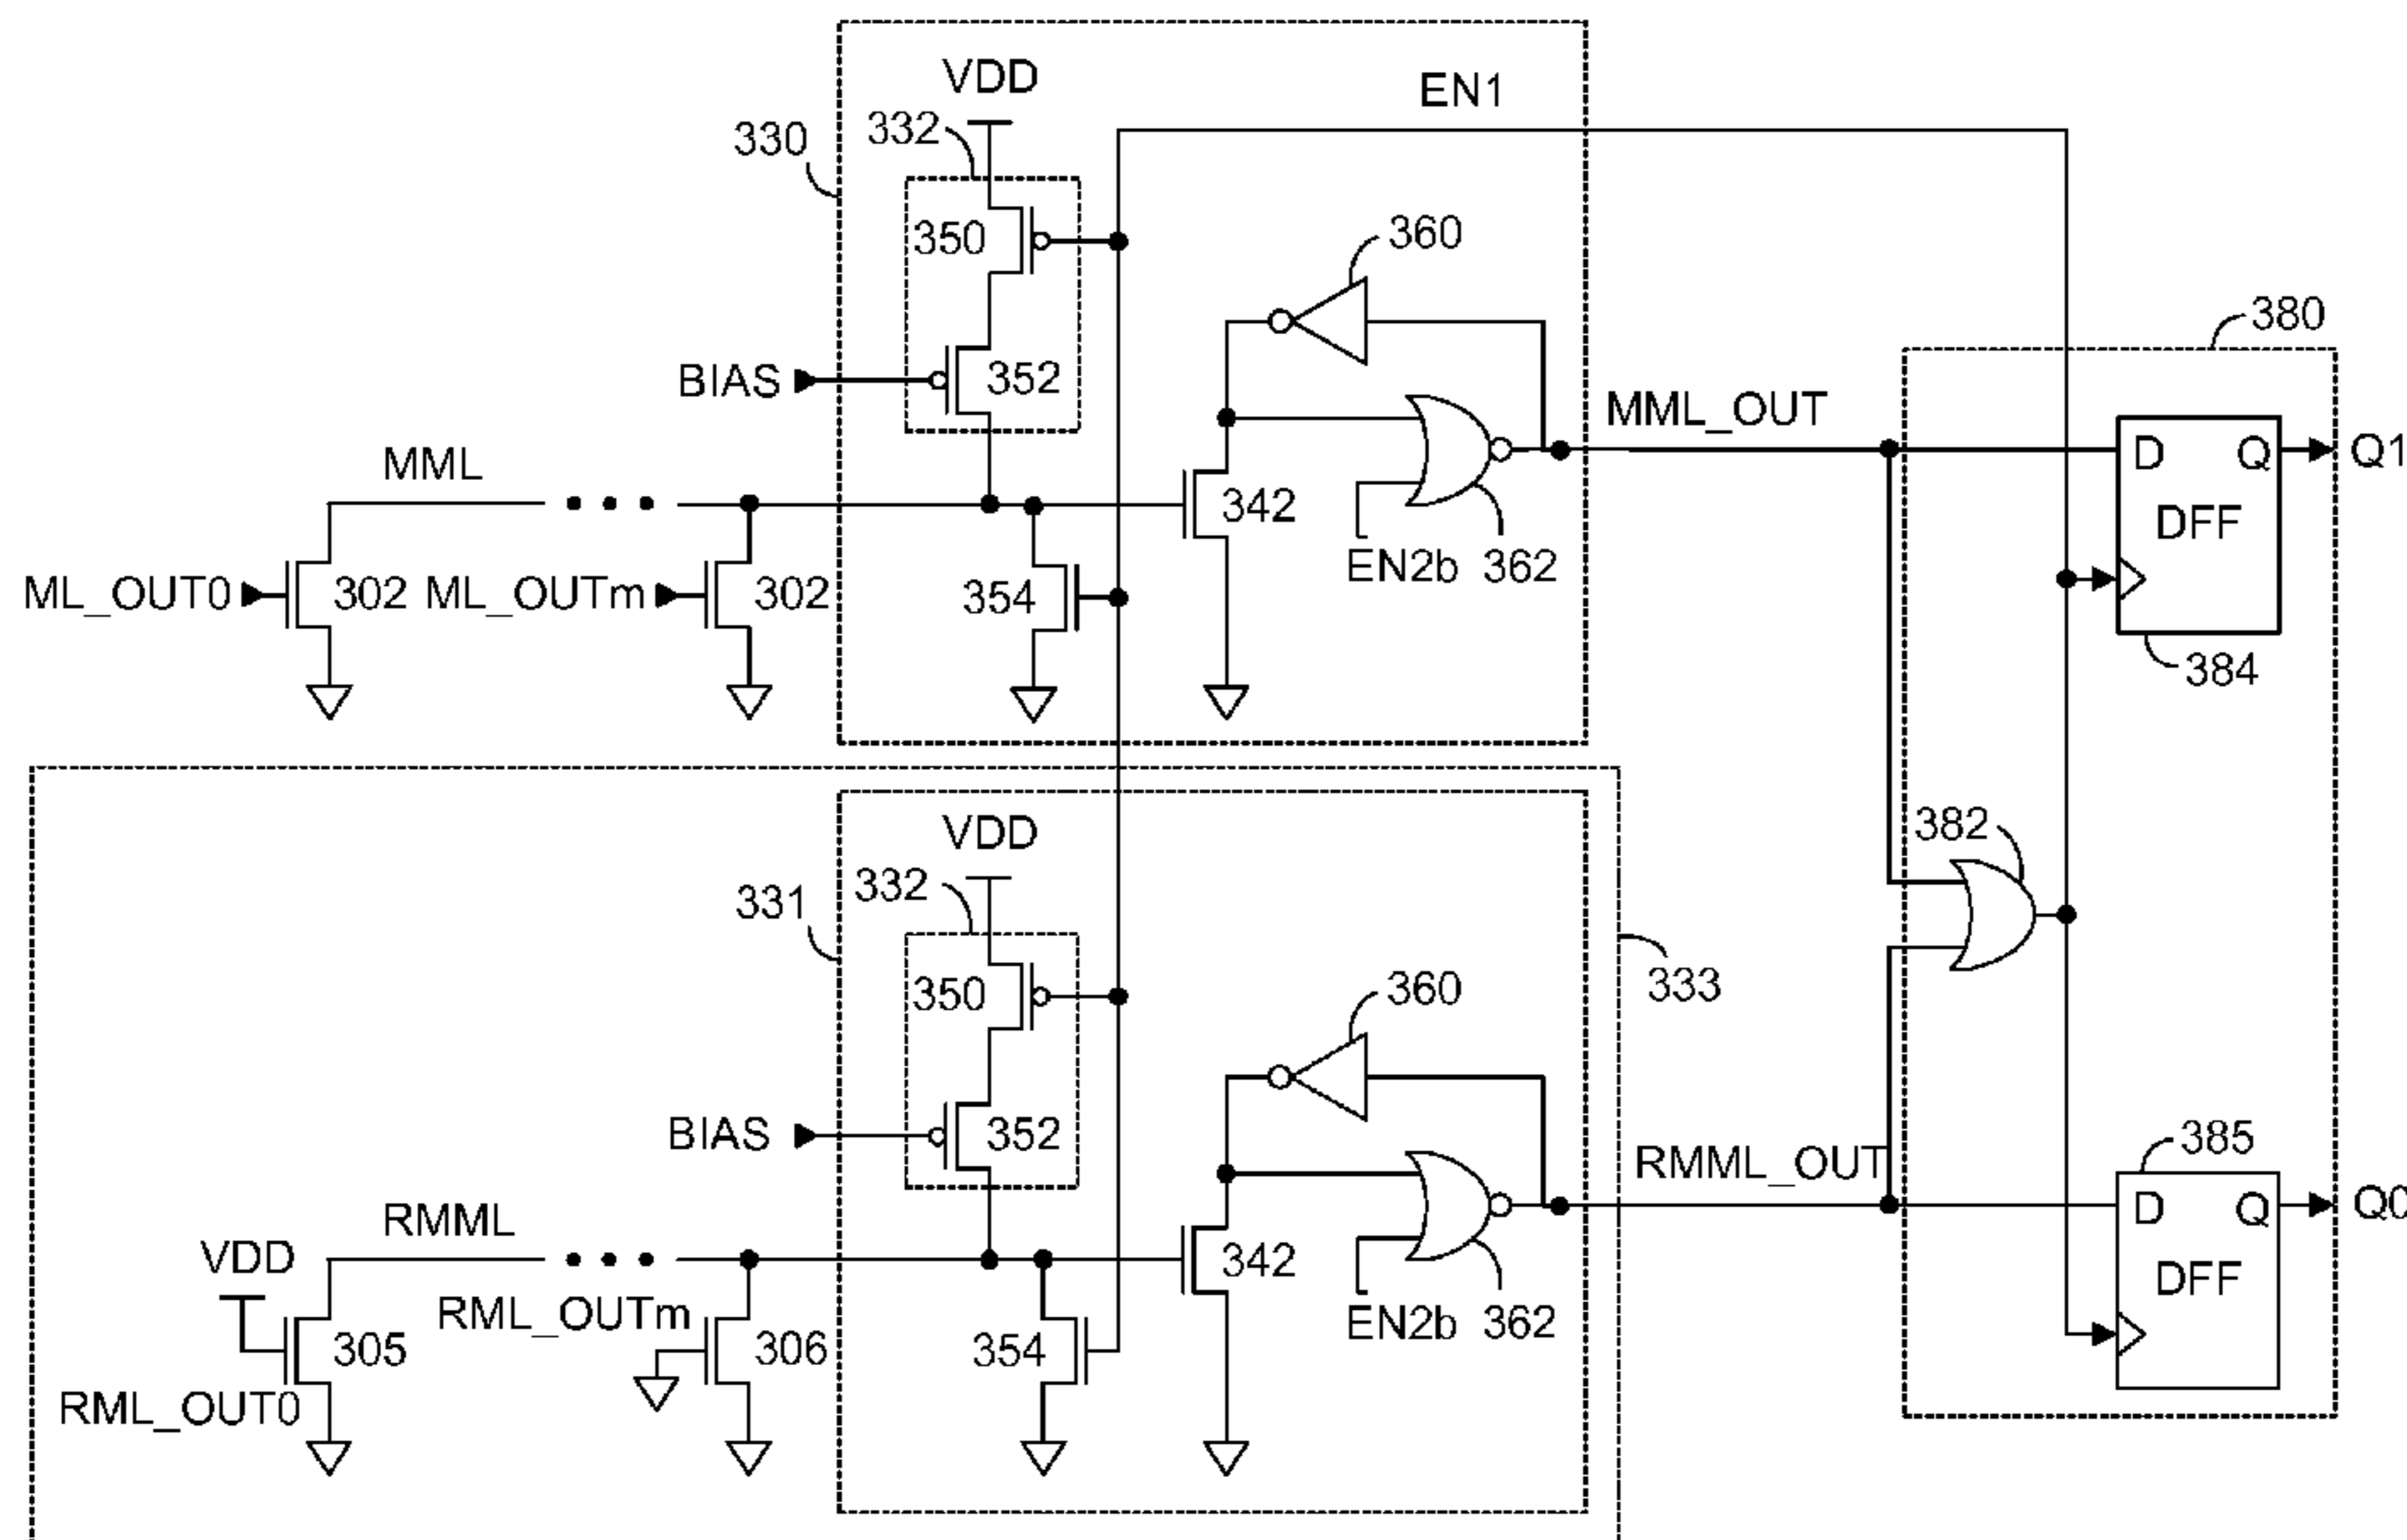 VDD
EN1
330
332
350
360
380
BIAS
352
MML_OUT
D
Q
Q1
MML
342
DFF
EN2b
362
ML_OUT0
302
ML_OUTm
302
354
384
VDD
382
331
332
350
360
333
BIAS
352
RMML_OUT
385
D
Q
Q0
RMML
VDD
342
DFF
RML_OUTm
EN2b
362
305
306
354
RML_OUT0